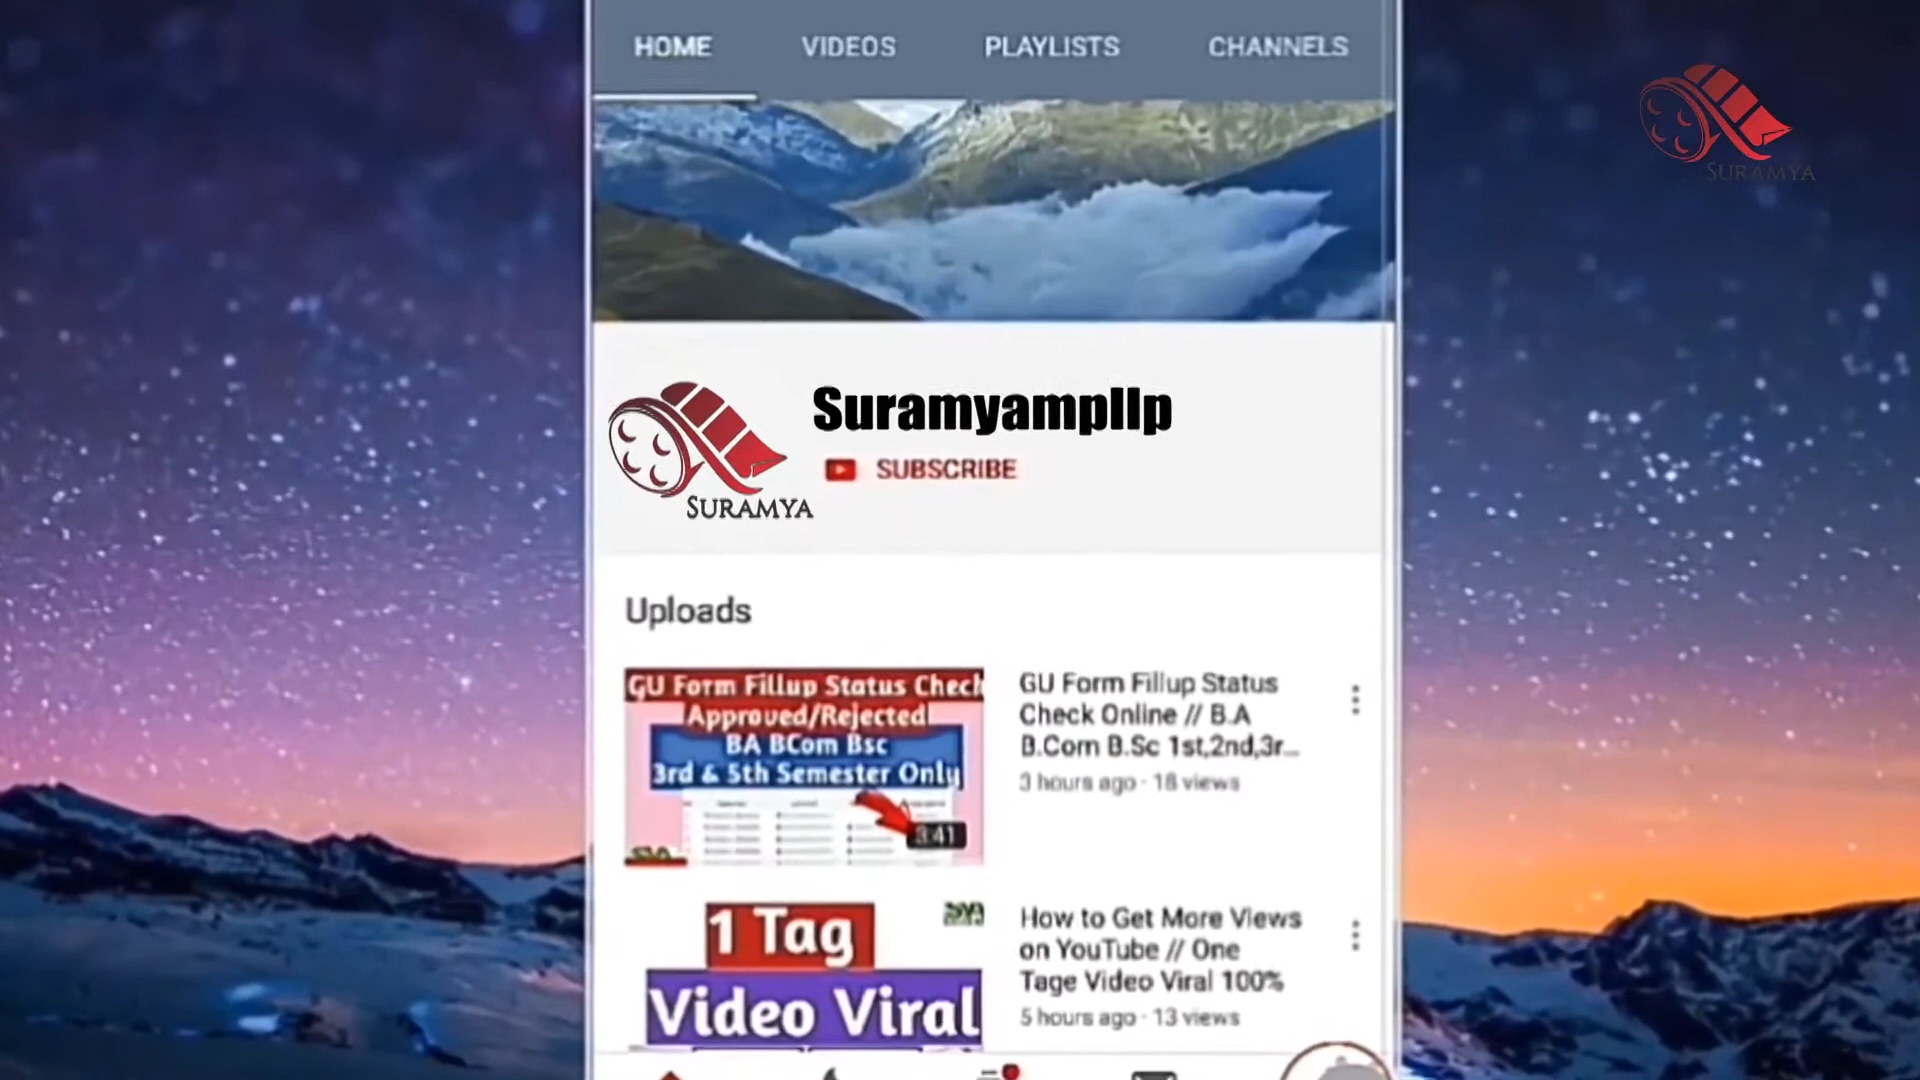 HOME VIDEOS PLAYLISTS CHANNELS
SURAMYA
Suramyampllp
SUBSCRIBE
SURAMYA
Uploads
GU Form Fillup Status Check
Approved/Rejected
BA BCom Bsc
3rd & 5th Semester Only
3:41
GU Form Fillup Status
Check Online // B.A
B.Com B.Sc 1st,2nd,3r...
3 hours ago · 18 views
1 Tag
Video Viral
How to Get More Views
on YouTube // One
Tage Video Viral 100%
5 hours ago · 13 views